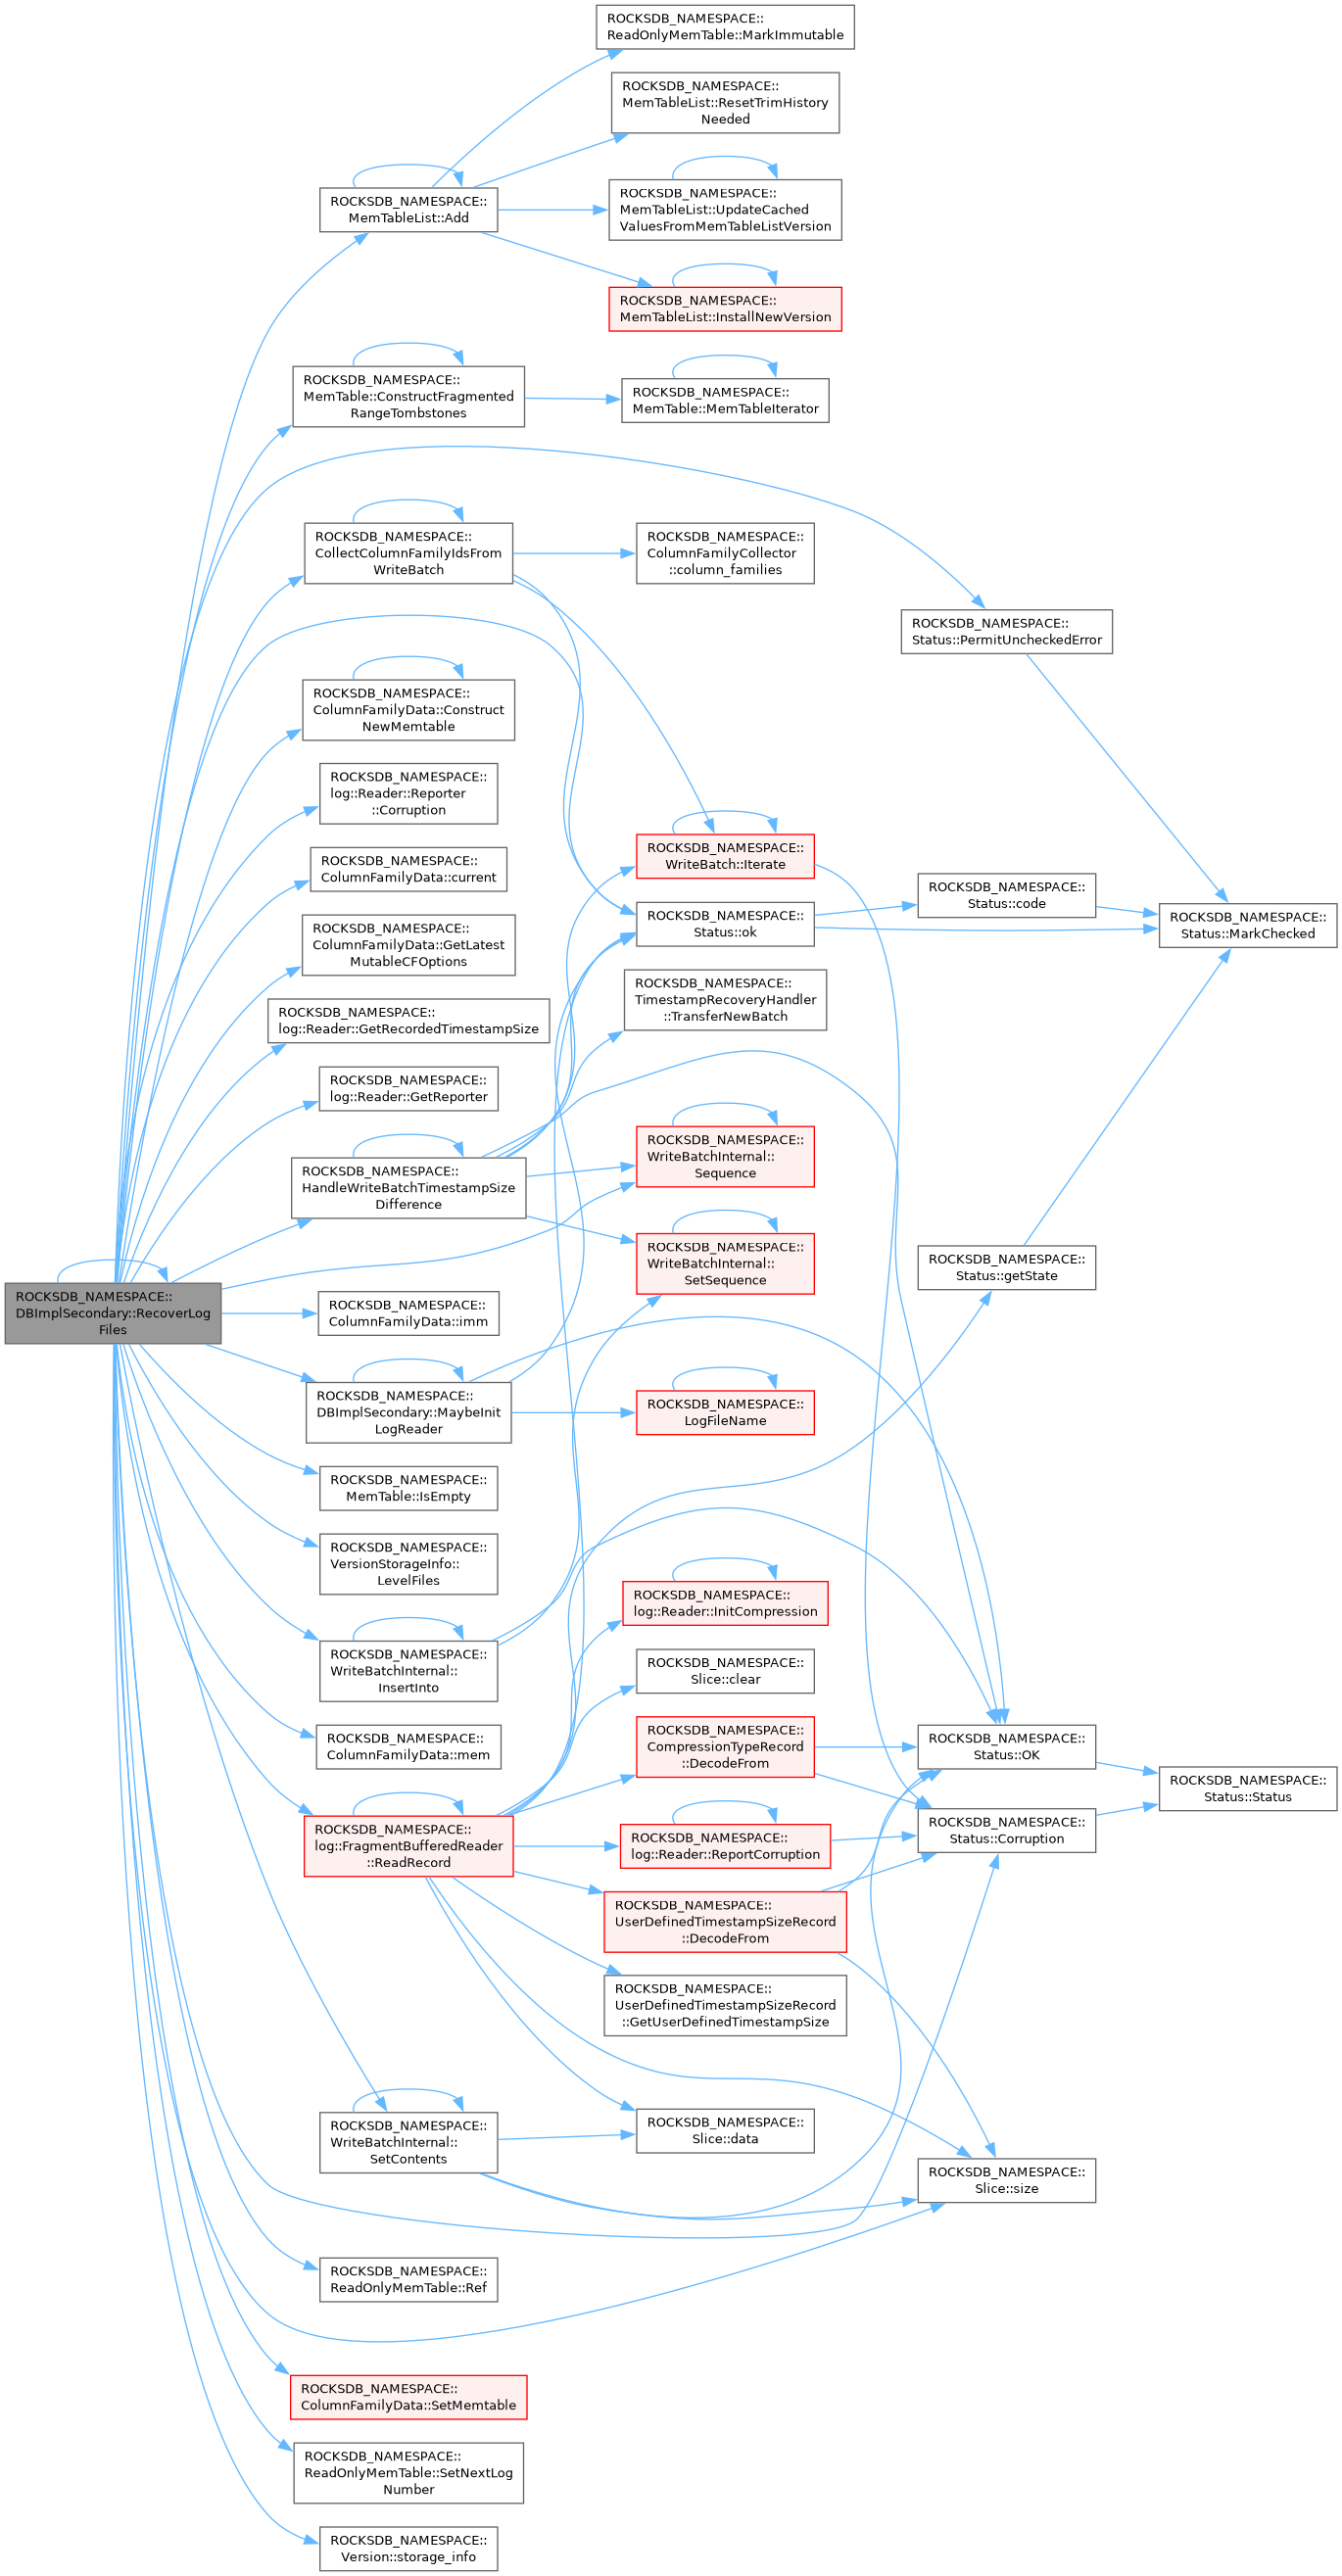 ROCKSDB_NAMESPACE::
ReadOnlyMemTable::MarkImmutable
ROCKSDB_NAMESPACE::
MemTableList::ResetTrimHistory
Needed
ROCKSDB_NAMESPACE::
MemTableList::Add
ROCKSDB_NAMESPACE::
MemTableList::UpdateCached
ValuesFromMemTableListVersion
ROCKSDB_NAMESPACE::
MemTableList::InstallNewVersion
ROCKSDB_NAMESPACE::
MemTable::ConstructFragmented
RangeTombstones
ROCKSDB_NAMESPACE::
MemTable::MemTableIterator
ROCKSDB_NAMESPACE::
CollectColumnFamilyIdsFrom
WriteBatch
ROCKSDB_NAMESPACE::
ColumnFamilyCollector
::column_families
ROCKSDB_NAMESPACE::
Status::PermitUncheckedError
ROCKSDB_NAMESPACE::
ColumnFamilyData::Construct
NewMemtable
ROCKSDB_NAMESPACE::
log::Reader::Reporter
::Corruption
ROCKSDB_NAMESPACE::
WriteBatch::Iterate
ROCKSDB_NAMESPACE::
ColumnFamilyData::current
ROCKSDB_NAMESPACE::
Status::ok
ROCKSDB_NAMESPACE::
Status::code
ROCKSDB_NAMESPACE::
Status::MarkChecked
ROCKSDB_NAMESPACE::
ColumnFamilyData::GetLatest
MutableCFOptions
ROCKSDB_NAMESPACE::
TimestampRecoveryHandler
::TransferNewBatch
ROCKSDB_NAMESPACE::
log::Reader::GetRecordedTimestampSize
ROCKSDB_NAMESPACE::
log::Reader::GetReporter
ROCKSDB_NAMESPACE::
WriteBatchInternal::
Sequence
ROCKSDB_NAMESPACE::
HandleWriteBatchTimestampSize
Difference
ROCKSDB_NAMESPACE::
WriteBatchInternal::
SetSequence
ROCKSDB_NAMESPACE::
Status::getState
ROCKSDB_NAMESPACE::
DBImplSecondary::RecoverLog
Files
ROCKSDB_NAMESPACE::
ColumnFamilyData::imm
ROCKSDB_NAMESPACE::
DBImplSecondary::MaybeInit
LogReader
ROCKSDB_NAMESPACE::
LogFileName
ROCKSDB_NAMESPACE::
MemTable::IsEmpty
ROCKSDB_NAMESPACE::
VersionStorageInfo::
LevelFiles
ROCKSDB_NAMESPACE::
log::Reader::InitCompression
ROCKSDB_NAMESPACE::
WriteBatchInternal::
InsertInto
ROCKSDB_NAMESPACE::
Slice::clear
ROCKSDB_NAMESPACE::
ColumnFamilyData::mem
ROCKSDB_NAMESPACE::
CompressionTypeRecord
::DecodeFrom
ROCKSDB_NAMESPACE::
Status::OK
ROCKSDB_NAMESPACE::
Status::Status
ROCKSDB_NAMESPACE::
log::FragmentBufferedReader
::ReadRecord
ROCKSDB_NAMESPACE::
log::Reader::ReportCorruption
ROCKSDB_NAMESPACE::
Status::Corruption
ROCKSDB_NAMESPACE::
UserDefinedTimestampSizeRecord
::DecodeFrom
ROCKSDB_NAMESPACE::
UserDefinedTimestampSizeRecord
::GetUserDefinedTimestampSize
ROCKSDB_NAMESPACE::
WriteBatchInternal::
SetContents
ROCKSDB_NAMESPACE::
Slice::data
ROCKSDB_NAMESPACE::
Slice::size
ROCKSDB_NAMESPACE::
ReadOnlyMemTable::Ref
ROCKSDB_NAMESPACE::
ColumnFamilyData::SetMemtable
ROCKSDB_NAMESPACE::
ReadOnlyMemTable::SetNextLog
Number
ROCKSDB_NAMESPACE::
Version::storage_info